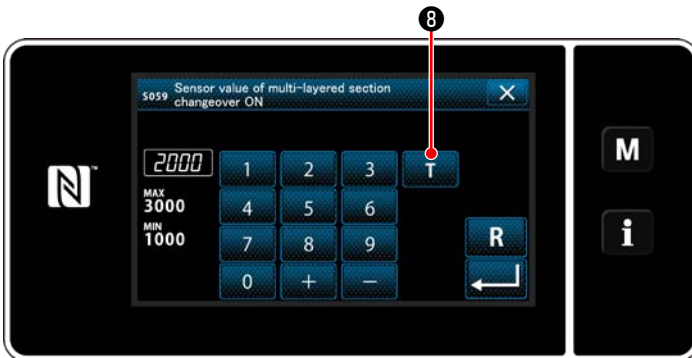 8
S059 Sensor value of multi-layered section
changeover ON
2000
1 2 3 T
MAX
3000
4 5 6
MIN
1000
7 8 9 R
0 + −
M
i
N